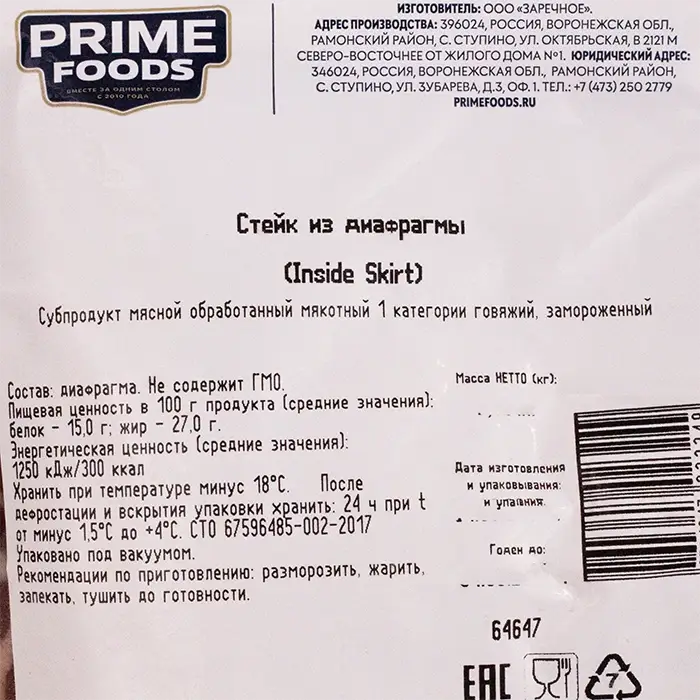 PRIME
FOODS
ВМЕСТЕ ЗА ОДНИМ СТОЛОМ
С 2010 ГОДА
ИЗГОТОВИТЕЛЬ: ООО «ЗАРЕЧНОЕ».
АДРЕС ПРОИЗВОДСТВА: 396024, РОССИЯ, ВОРОНЕЖСКАЯ ОБЛ.,
РАМОНСКИЙ РАЙОН, С. СТУПИНО, УЛ. ОКТЯБРЬСКАЯ, В 2121 М
СЕВЕРО-ВОСТОЧНЕЕ ОТ ЖИЛОГО ДОМА №1. ЮРИДИЧЕСКИЙ АДРЕС:
346024, РОССИЯ, ВОРОНЕЖСКАЯ ОБЛ., РАМОНСКИЙ РАЙОН,
С. СТУПИНО, УЛ. ЗУБАРЕВА, Д.3, ОФ. 1. ТЕЛ.: +7 (473) 250 2779
PRIMEFOODS.RU
Стейк из диафрагмы
(Inside Skirt)
Субпродукт мясной обработанный мякотный 1 категории говяжий, замороженный
Состав: диафрагма. Не содержит ГМО.
Пищевая ценность в 100 г продукта (средние значения):
белок – 15,0 г; жир – 27,0 г.
Энергетическая ценность (средние значения):
1250 кДж/300 ккал
Хранить при температуре минус 18°С. После
дефростации и вскрытия упаковки хранить: 24 ч при t
от минус 1,5°С до +4°С. СТО 67596485-002-2017
Упаковано под вакуумом.
Рекомендации по приготовлению: разморозить, жарить,
запекать, тушить до готовности.
Масса НЕТТО (кг):
Дата изготовления
и упаковывания:
Годен до:
64647
ЕАС
7